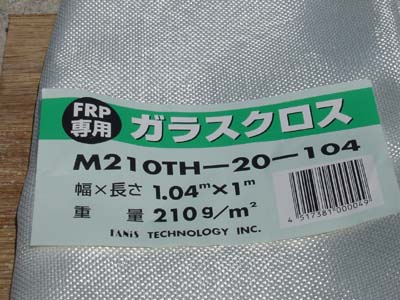 FRP
専用
ガラスクロス
M210TH-20-104
幅×長さ 1.04m×1m
重量 210g/m²
TANIS TECHNOLOGY INC.
4 517381 000049